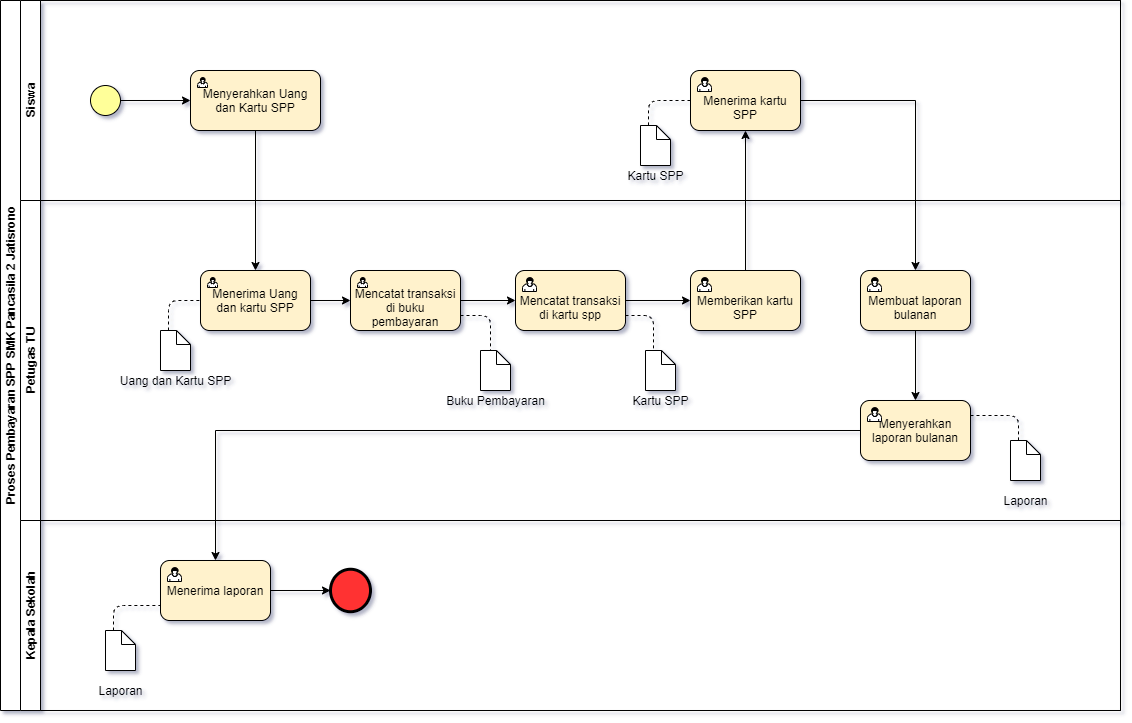 Proses Pembayaran SPP SMK Pancasila 2 Jatisrono
Siswa
Menyerahkan Uang
dan Kartu SPP
Menerima kartu
SPP
Kartu SPP
Petugas TU
Menerima Uang
dan kartu SPP
Uang dan Kartu SPP
Mencatat transaksi
di buku
pembayaran
Buku Pembayaran
Mencatat transaksi
di kartu spp
Kartu SPP
Memberikan kartu
SPP
Membuat laporan
bulanan
Menyerahkan
laporan bulanan
Laporan
Kepala Sekolah
Menerima laporan
Laporan